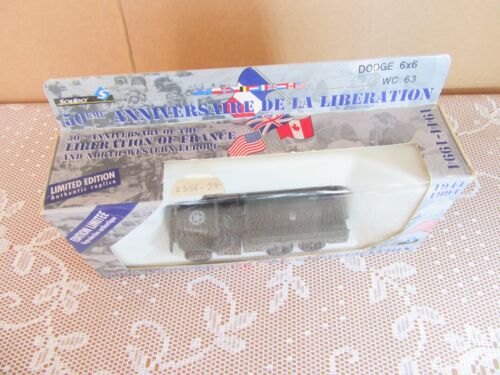 Solido S
DODGE 6x6
WC 63
50ème ANNIVERSAIRE DE LA LIBERATION
50TH ANNIVERSARY OF THE
LIBERATION OF FRANCE
AND NORTH WESTERN EUROPE
1944-1994
LIMITED EDITION
Authentic replica
EDITION LIMITEE
1944
1994